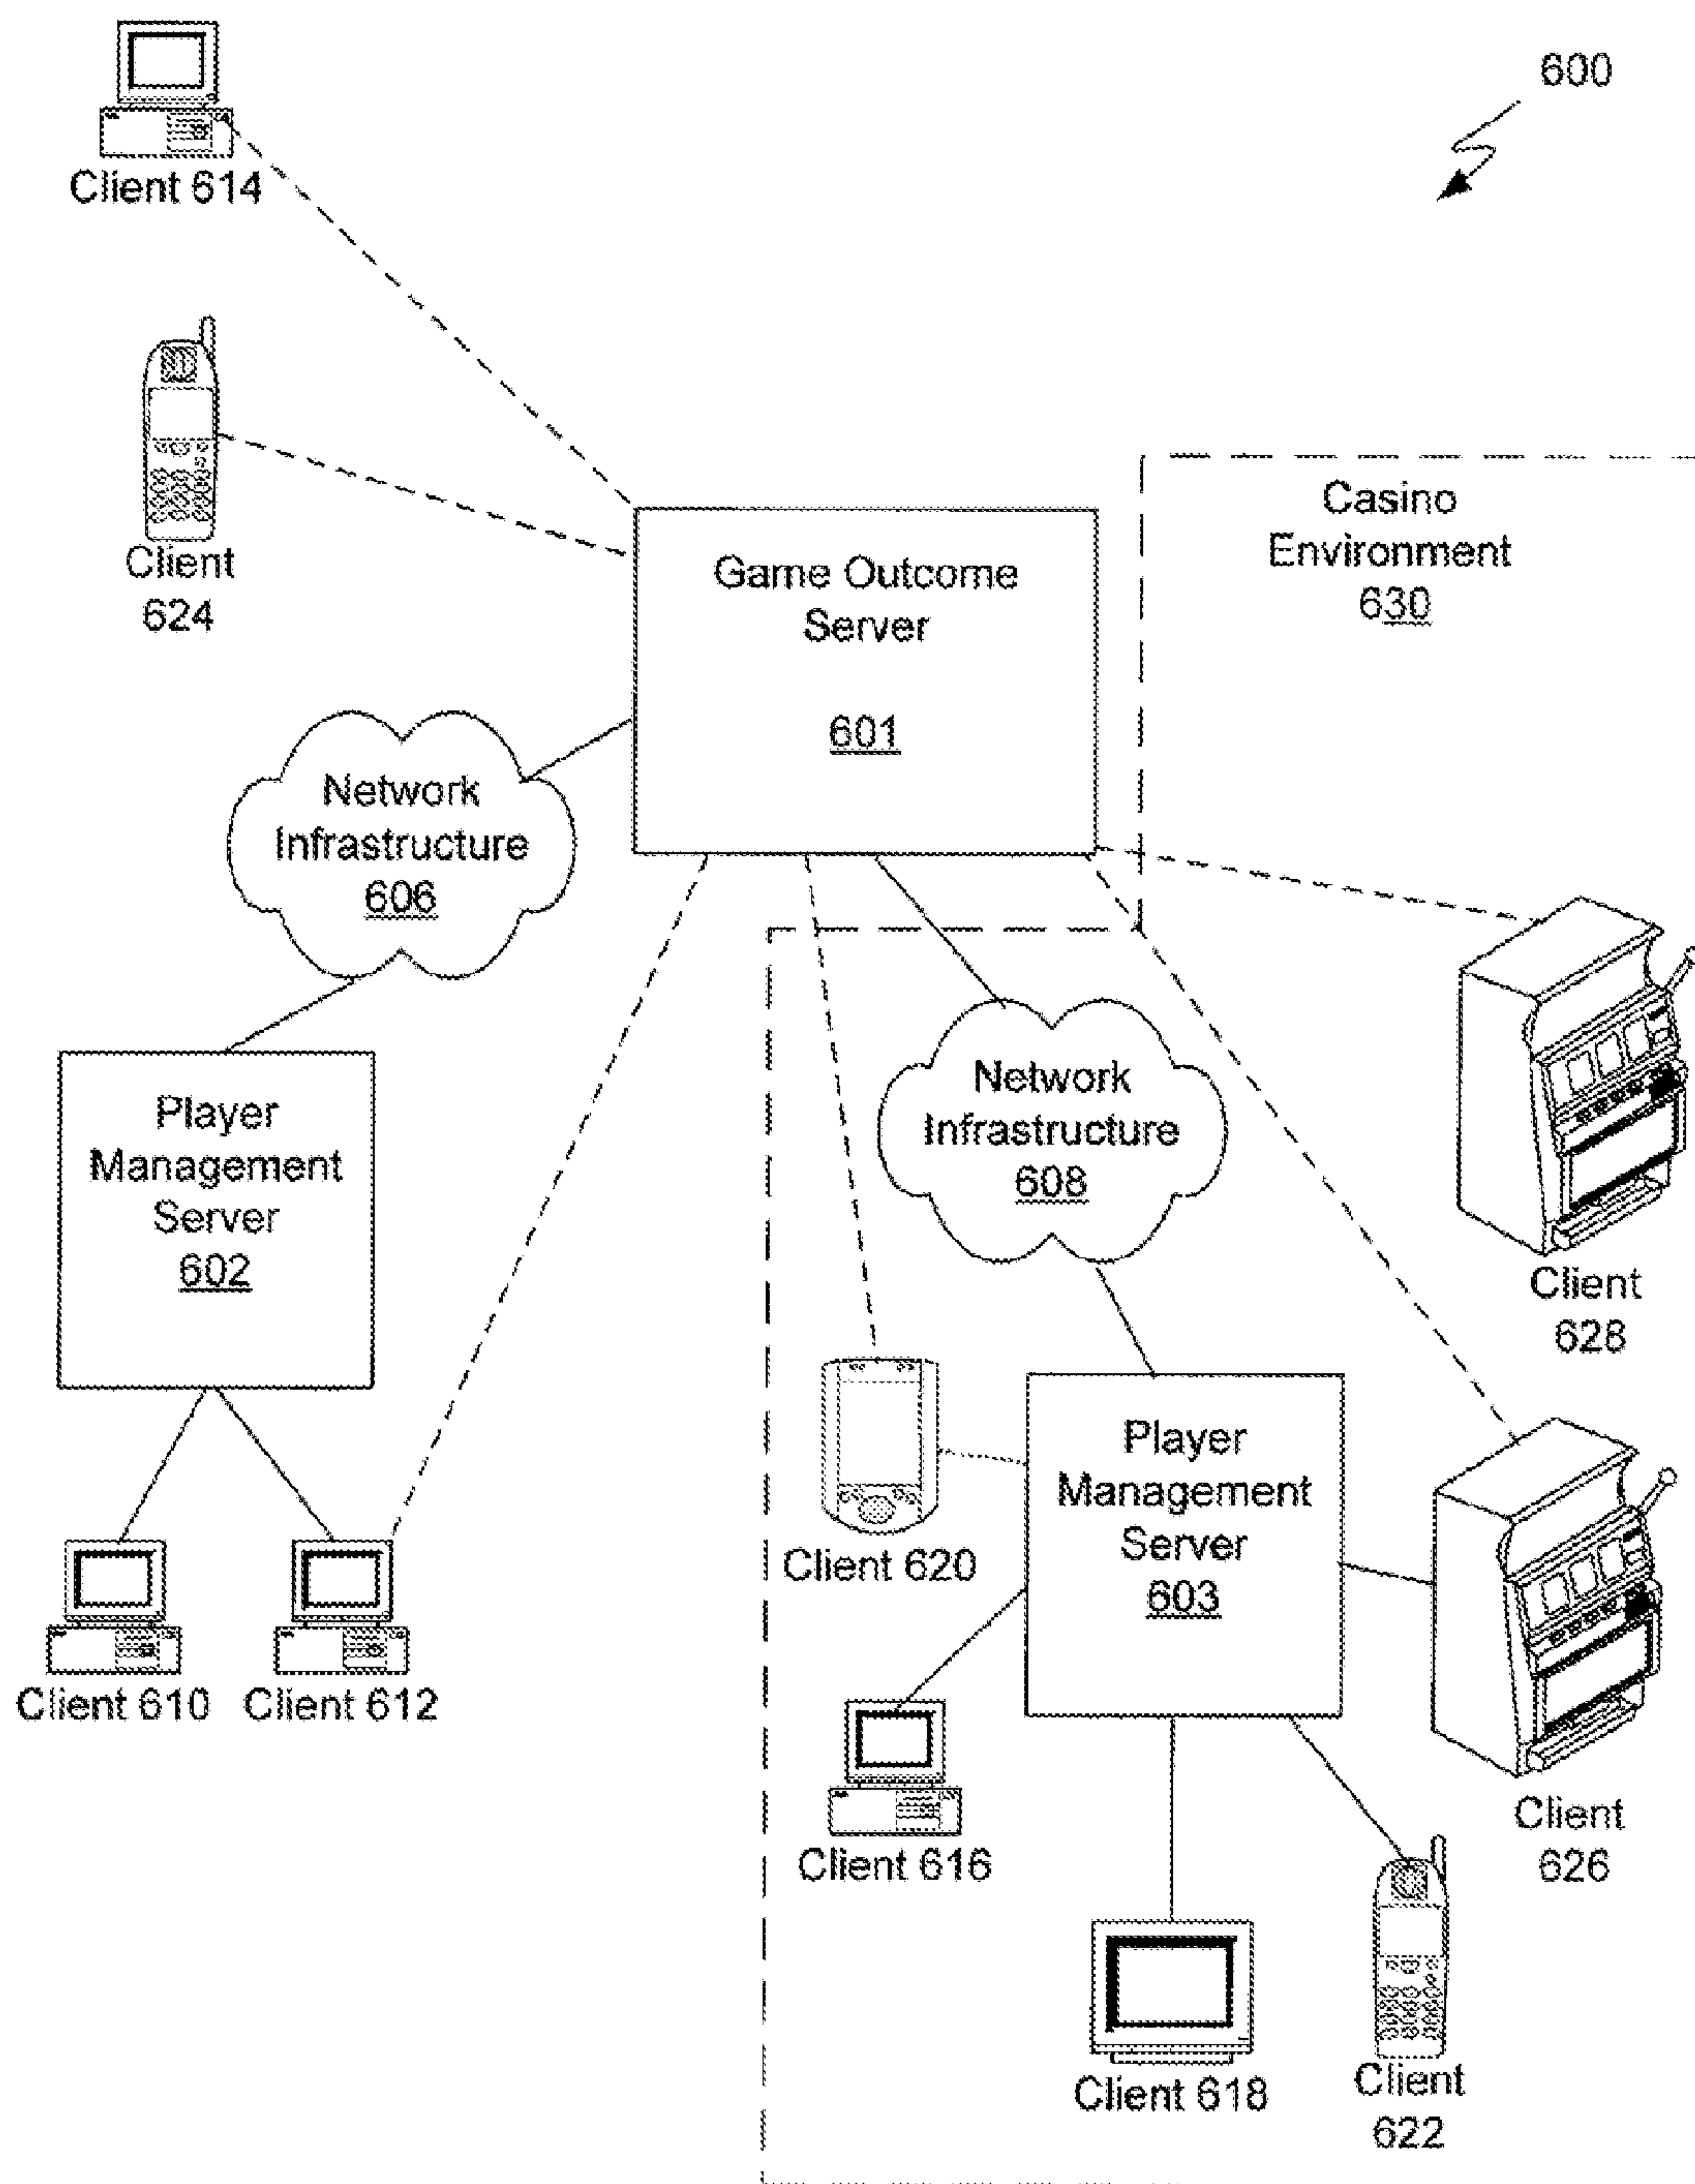 600
Client 614
Client
624
Game Outcome
Server
601
Casino
Environment
630
Network
Infrastructure
606
Player
Management
Server
602
Network
Infrastructure
608
Client
628
Client 610
Client 612
Client 620
Player
Management
Server
603
Client 616
Client
626
Client 618
Client
622